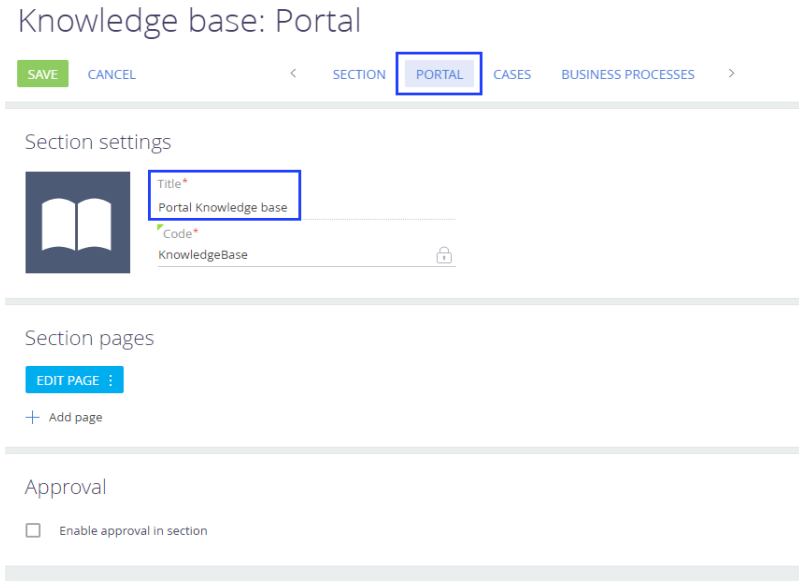 Knowledge base: Portal
SAVE CANCEL SECTION PORTAL CASES BUSINESS PROCESSES
Section settings
Title*
Portal Knowledge base
Code*
KnowledgeBase
Section pages
EDIT PAGE
Add page
Approval
Enable approval in section